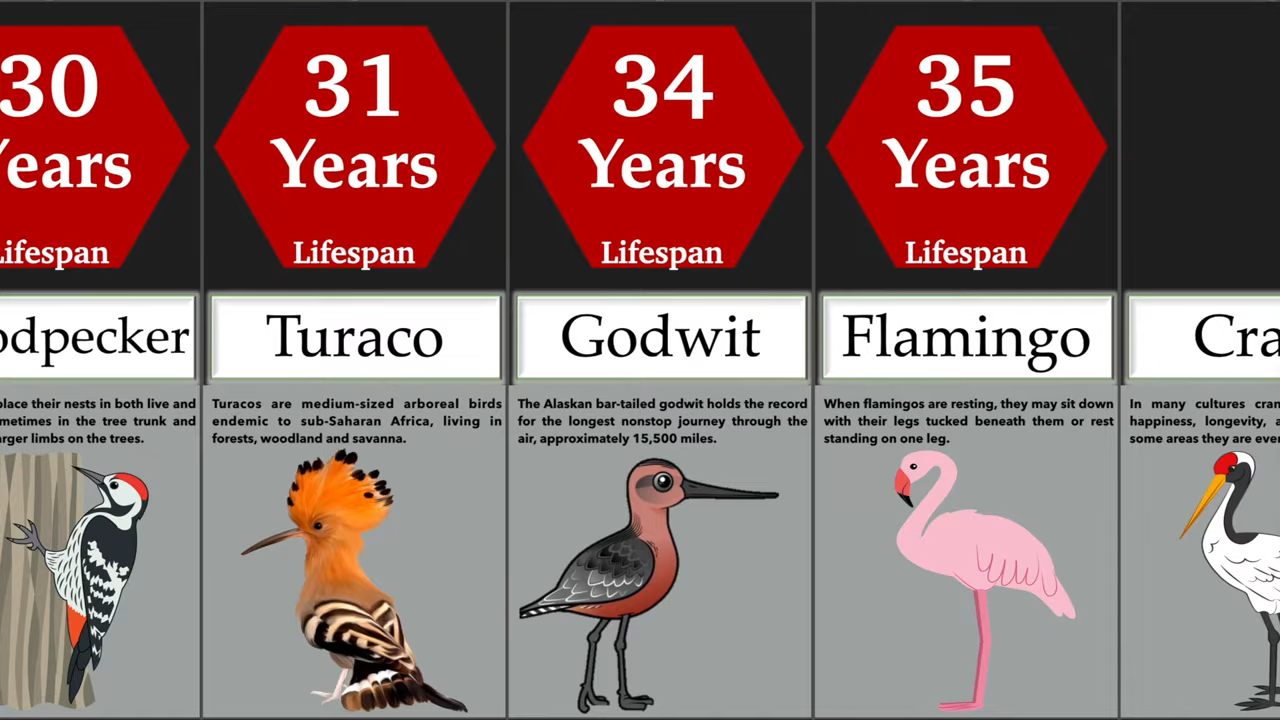 30
Years
Lifespan
odpecker
place their nests in both live and
metimes in the tree trunk and
arger limbs on the trees.
31
Years
Lifespan
Turaco
Turacos are medium-sized arboreal birds
endemic to sub-Saharan Africa, living in
forests, woodland and savanna.
34
Years
Lifespan
Godwit
The Alaskan bar-tailed godwit holds the record
for the longest nonstop journey through the
air, approximately 15,500 miles.
35
Years
Lifespan
Flamingo
When flamingos are resting, they may sit down
with their legs tucked beneath them or rest
standing on one leg.
Cra
In many cultures cran
happiness, longevity, a
some areas they are eve